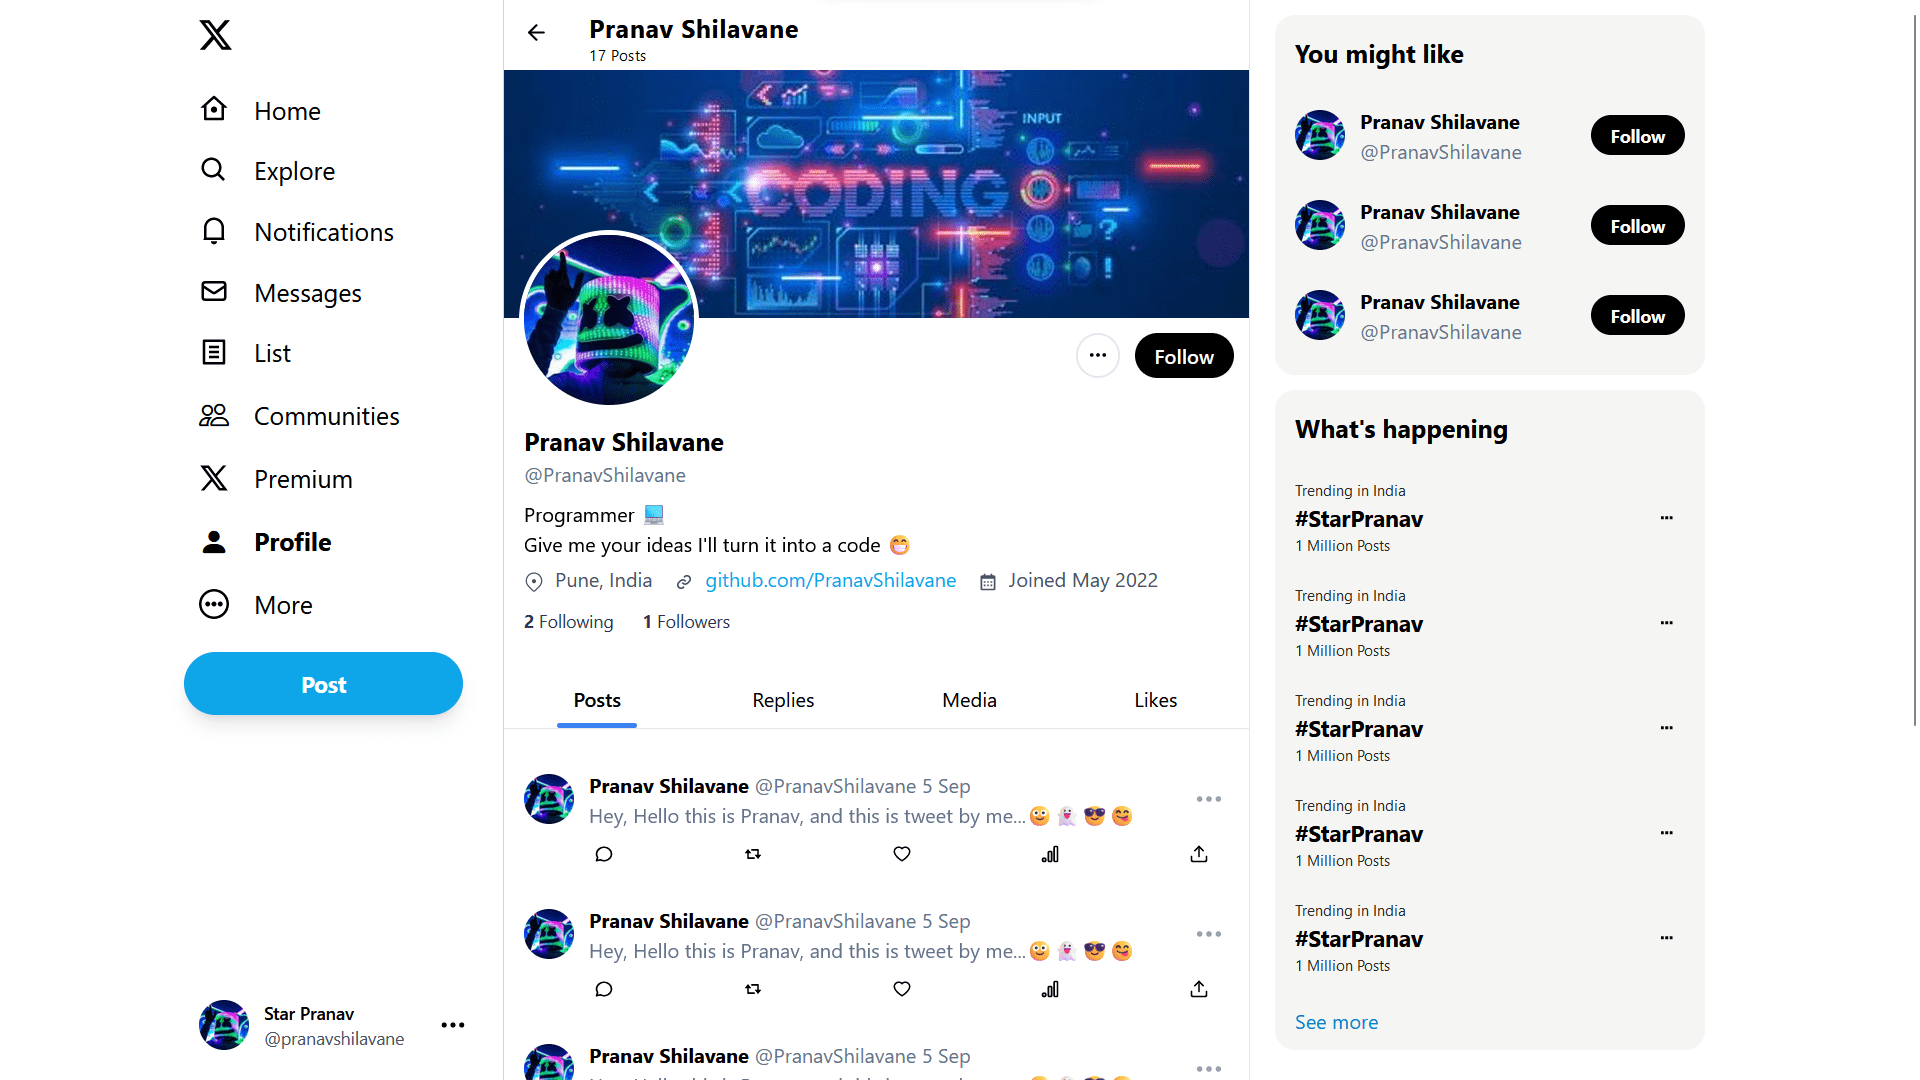 Home
Explore
Notifications
Messages
List
Communities
Premium
Profile
More
Post
Star Pranav
@pranavshilavane
Pranav Shilavane
17 Posts
INPUT
CODING
Follow
Pranav Shilavane
@PranavShilavane
Programmer 💻
Give me your ideas I'll turn it into a code 😁
Pune, India github.com/PranavShilavane Joined May 2022
2 Following 1 Followers
Posts Replies Media Likes
Pranav Shilavane @PranavShilavane 5 Sep
Hey, Hello this is Pranav, and this is tweet by me...🙂 👻 😎 😋
Pranav Shilavane @PranavShilavane 5 Sep
Hey, Hello this is Pranav, and this is tweet by me...🙂 👻 😎 😋
Pranav Shilavane @PranavShilavane 5 Sep
You might like
Pranav Shilavane
@PranavShilavane
Follow
Pranav Shilavane
@PranavShilavane
Follow
Pranav Shilavane
@PranavShilavane
Follow
What's happening
Trending in India
#StarPranav
1 Million Posts
Trending in India
#StarPranav
1 Million Posts
Trending in India
#StarPranav
1 Million Posts
Trending in India
#StarPranav
1 Million Posts
Trending in India
#StarPranav
1 Million Posts
See more